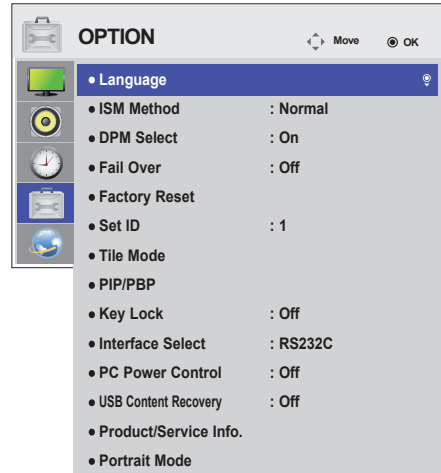 OPTION Move OK
• Language
• ISM Method : Normal
• DPM Select : On
• Fail Over : Off
• Factory Reset
• Set ID : 1
• Tile Mode
• PIP/PBP
• Key Lock : Off
• Interface Select : RS232C
• PC Power Control : Off
• USB Content Recovery : Off
• Product/Service Info.
• Portrait Mode